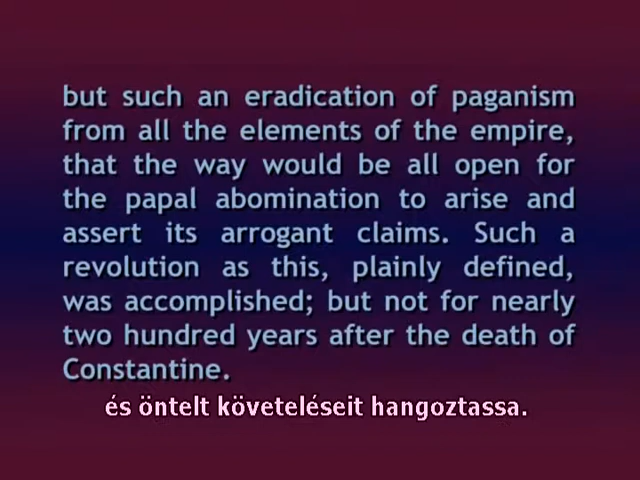 but such an eradication of paganism
from all the elements of the empire,
that the way would be all open for
the papal abomination to arise and
assert its arrogant claims. Such a
revolution as this, plainly defined,
was accomplished; but not for nearly
two hundred years after the death of
Constantine.
és öntelt követeléseit hangoztassa.